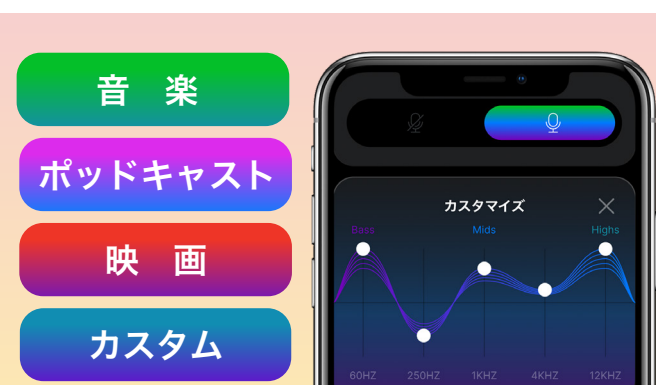 音 楽
ポッドキャスト
映 画
カスタム
カスタマイズ
Bass Mids Highs
60HZ 250HZ 1KHZ 4KHZ 12KHZ